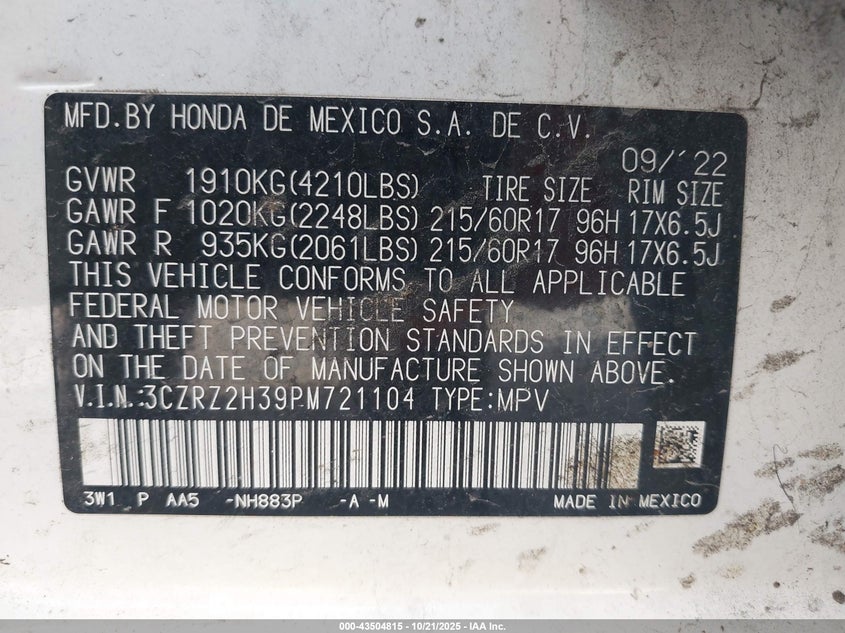 MFD.BY HONDA DE MEXICO S.A. DE C.V.
09/'22
GVWR 1910KG(4210LBS) TIRE SIZE RIM SIZE
GAWR F 1020KG(2248LBS) 215/60R17 96H 17X6.5J
GAWR R 935KG(2061LBS) 215/60R17 96H 17X6.5J
THIS VEHICLE CONFORMS TO ALL APPLICABLE
FEDERAL MOTOR VEHICLE SAFETY
AND THEFT PREVENTION STANDARDS IN EFFECT
ON THE DATE OF MANUFACTURE SHOWN ABOVE.
V.I.N.:3CZRZ2H39PM721104 TYPE:MPV
3W1 P AA5 -NH883P -A -M MADE IN MEXICO
000-43504815 - 10/21/2025 - IAA Inc.